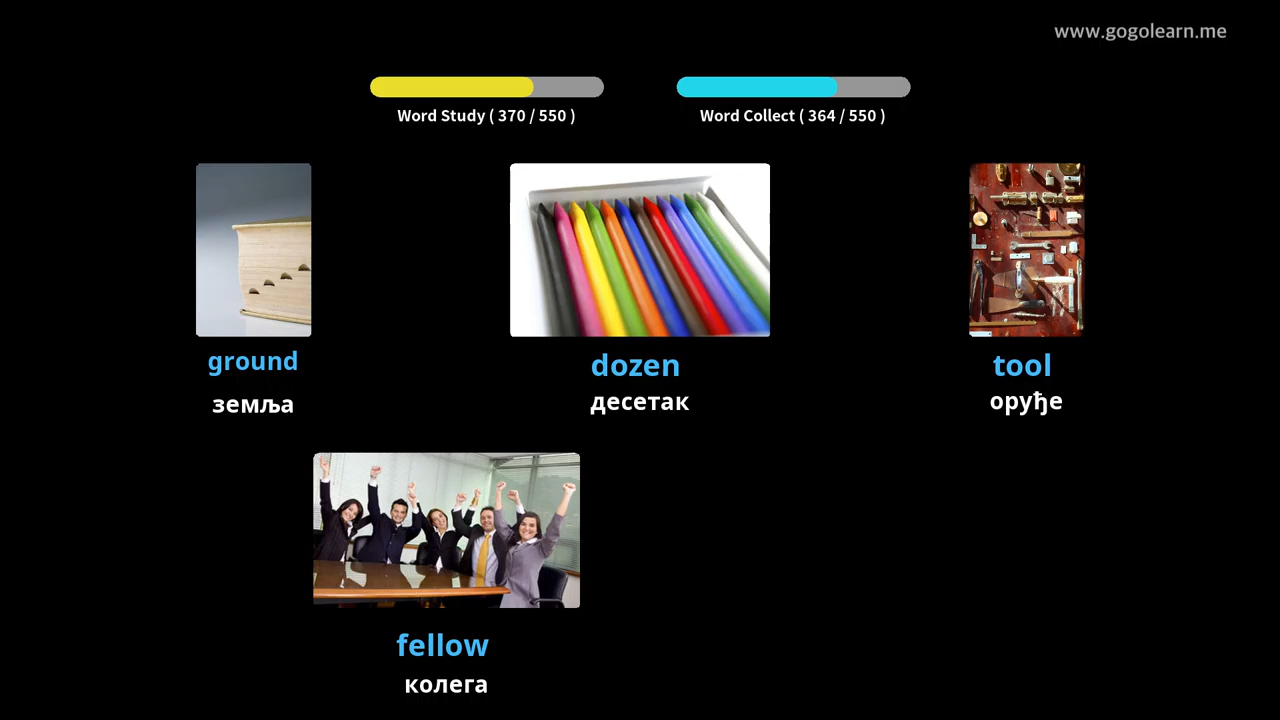 www.gogolearn.me
Word Study ( 370 / 550 )
Word Collect ( 364 / 550 )
ground
земља
dozen
десетак
tool
оруђе
fellow
колега